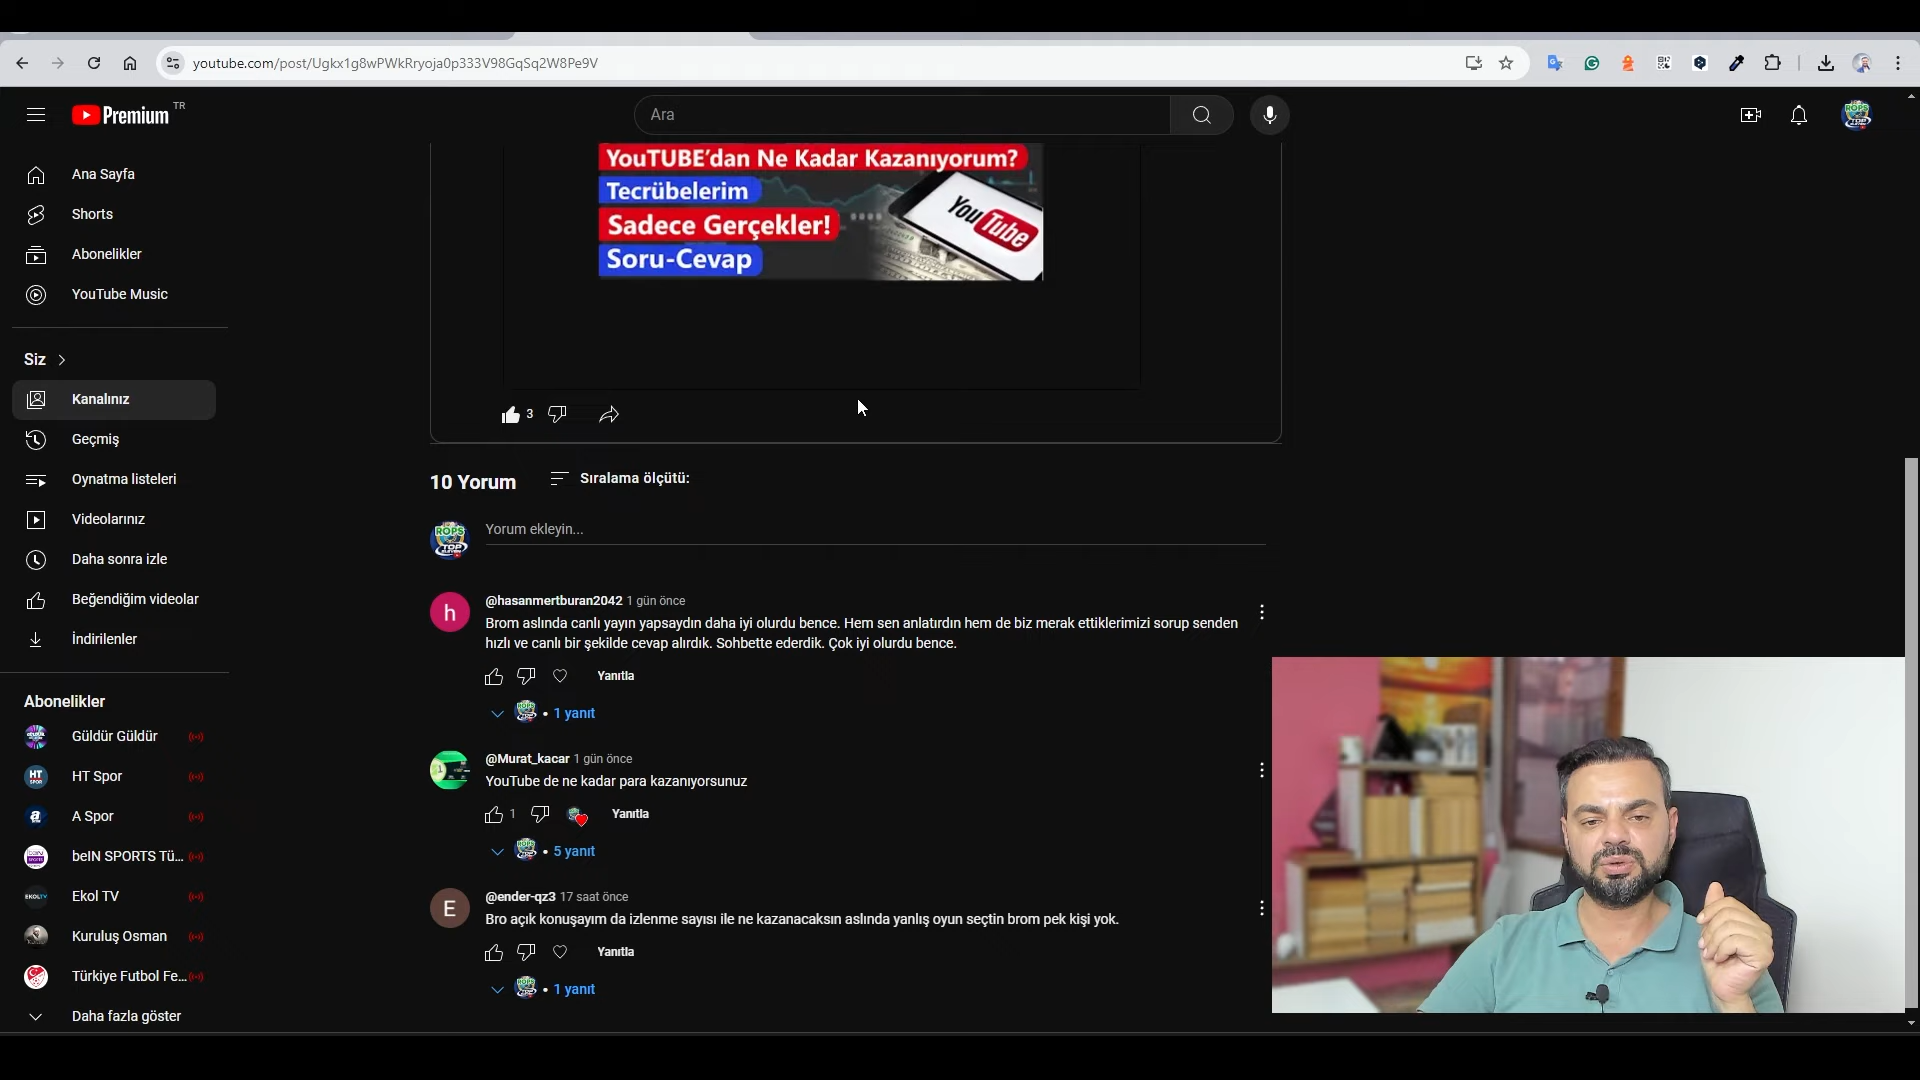 youtube.com/post/Ugkx1g8wPWkRryoja0p333V98GqSq2W8Pe9V
Premium TR
Ara
Ana Sayfa
Shorts
Abonelikler
YouTube Music
Siz
Kanalınız
Geçmiş
Oynatma listeleri
Videolarınız
Daha sonra izle
Beğendiğim videolar
İndirilenler
Abonelikler
Güldür Güldür
HT Spor
A Spor
beIN SPORTS Tü...
Ekol TV
Kuruluş Osman
Türkiye Futbol Fe...
Daha fazla göster
YouTUBE’dan Ne Kadar Kazanıyorum?
Tecrübelerim
Sadece Gerçekler!
Soru-Cevap
YouTube
3
10 Yorum
Sıralama ölçütü:
Yorum ekleyin...
@hasanmertburan2042 1 gün önce
Brom aslında canlı yayın yapsaydın daha iyi olurdu bence. Hem sen anlatırdın hem de biz merak ettiklerimizi sorup senden
hızlı ve canlı bir şekilde cevap alırdık. Sohbette ederdik. Çok iyi olurdu bence.
Yanıtla
• 1 yanıt
@Murat_kacar 1 gün önce
YouTube de ne kadar para kazanıyorsunuz
1 Yanıtla
• 5 yanıt
@ender-qz3 17 saat önce
Bro açık konuşayım da izlenme sayısı ile ne kazanacaksın aslında yanlış oyun seçtin brom pek kişi yok.
Yanıtla
• 1 yanıt